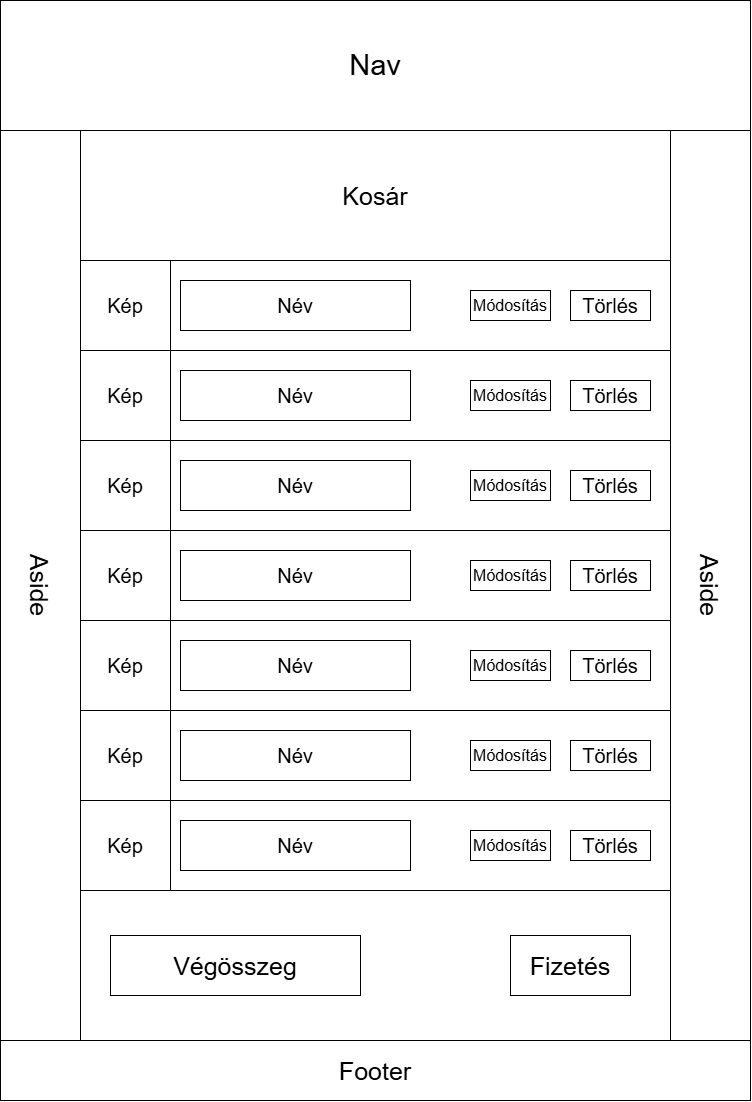 Nav
Kosár
Kép Név Módosítás Törlés
Kép Név Módosítás Törlés
Kép Név Módosítás Törlés
Kép Név Módosítás Törlés
Aside
Aside
Kép Név Módosítás Törlés
Kép Név Módosítás Törlés
Kép Név Módosítás Törlés
Végösszeg Fizetés
Footer